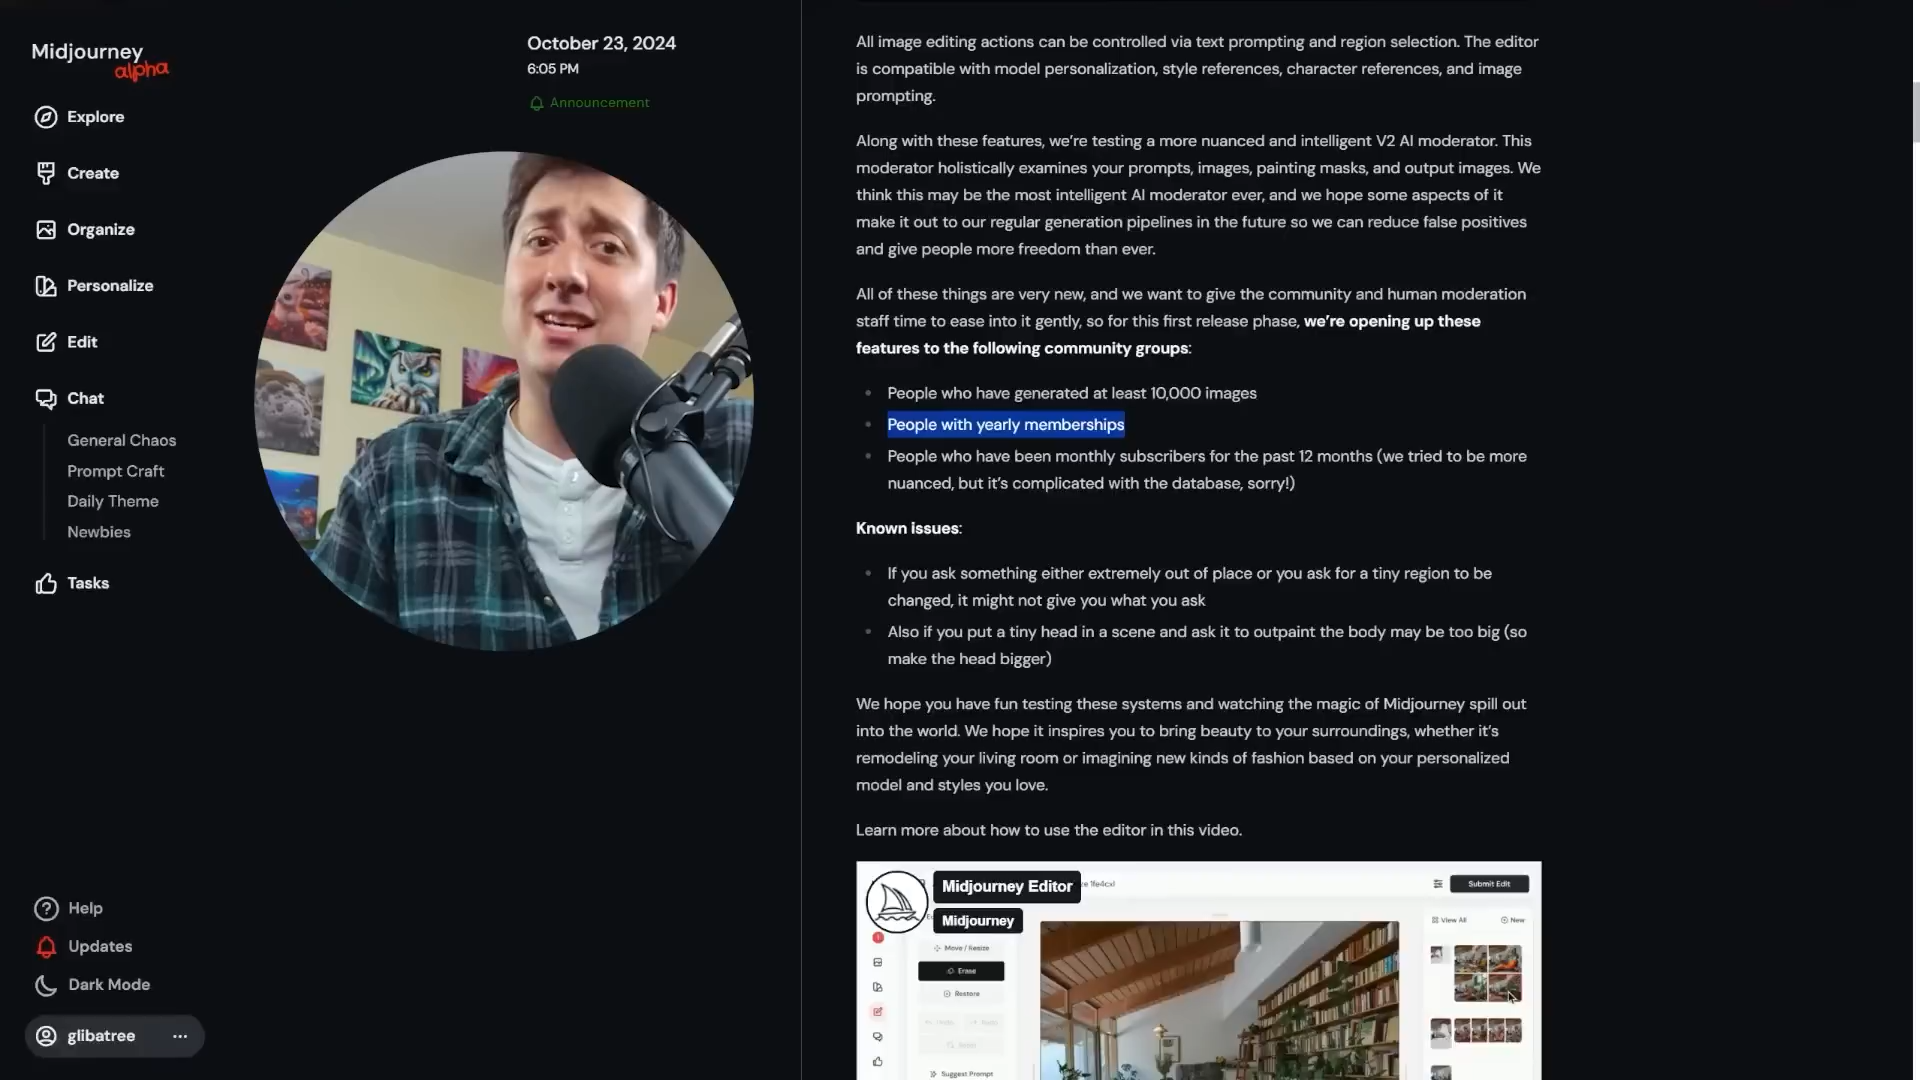 Midjourney
alpha
Explore
Create
Organize
Personalize
Edit
Chat
General Chaos
Prompt Craft
Daily Theme
Newbies
Tasks
Help
Updates
Dark Mode
glibatree
October 23, 2024
6:05 PM
Announcement
All image editing actions can be controlled via text prompting and region selection. The editor
is compatible with model personalization, style references, character references, and image
prompting.
Along with these features, we're testing a more nuanced and intelligent V2 AI moderator. This
moderator holistically examines your prompts, images, painting masks, and output images. We
think this may be the most intelligent AI moderator ever, and we hope some aspects of it
make it out to our regular generation pipelines in the future so we can reduce false positives
and give people more freedom than ever.
All of these things are very new, and we want to give the community and human moderation
staff time to ease into it gently, so for this first release phase, we're opening up these
features to the following community groups:
People who have generated at least 10,000 images
People with yearly memberships
People who have been monthly subscribers for the past 12 months (we tried to be more
nuanced, but it's complicated with the database, sorry!)
Known issues:
If you ask something either extremely out of place or you ask for a tiny region to be
changed, it might not give you what you ask
Also if you put a tiny head in a scene and ask it to outpaint the body may be too big (so
make the head bigger)
We hope you have fun testing these systems and watching the magic of Midjourney spill out
into the world. We hope it inspires you to bring beauty to your surroundings, whether it's
remodeling your living room or imagining new kinds of fashion based on your personalized
model and styles you love.
Learn more about how to use the editor in this video.
Midjourney Editor
Midjourney
Submit Edit
View All
New
Move / Resize
Erase
Restore
Suggest Prompt